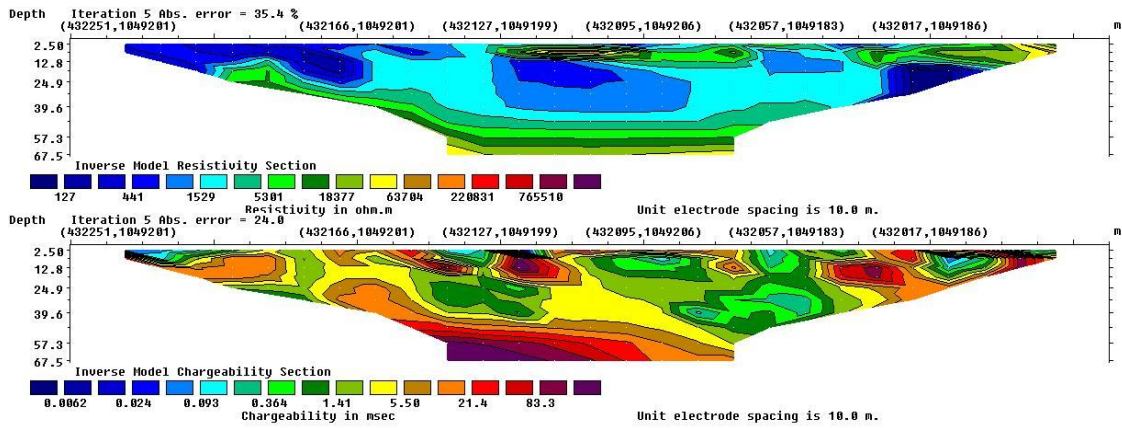 Depth Iteration 5 Abs. error = 35.4 %
(432251,1049201) (432166,1049201) (432127,1049199) (432095,1049206) (432057,1049183) (432017,1049186) m
2.50
12.8
24.9
39.6
57.3
67.5
Inverse Model Resistivity Section
127 441 1529 5301 18377 63704 220831 765510
Resistivity in ohm.m Unit electrode spacing is 10.0 m.
Depth Iteration 5 Abs. error = 24.0
(432251,1049201) (432166,1049201) (432127,1049199) (432095,1049206) (432057,1049183) (432017,1049186) m
2.50
12.8
24.9
39.6
57.3
67.5
Inverse Model Chargeability Section
0.0062 0.024 0.093 0.364 1.41 5.50 21.4 83.3
Chargeability in msec Unit electrode spacing is 10.0 m.